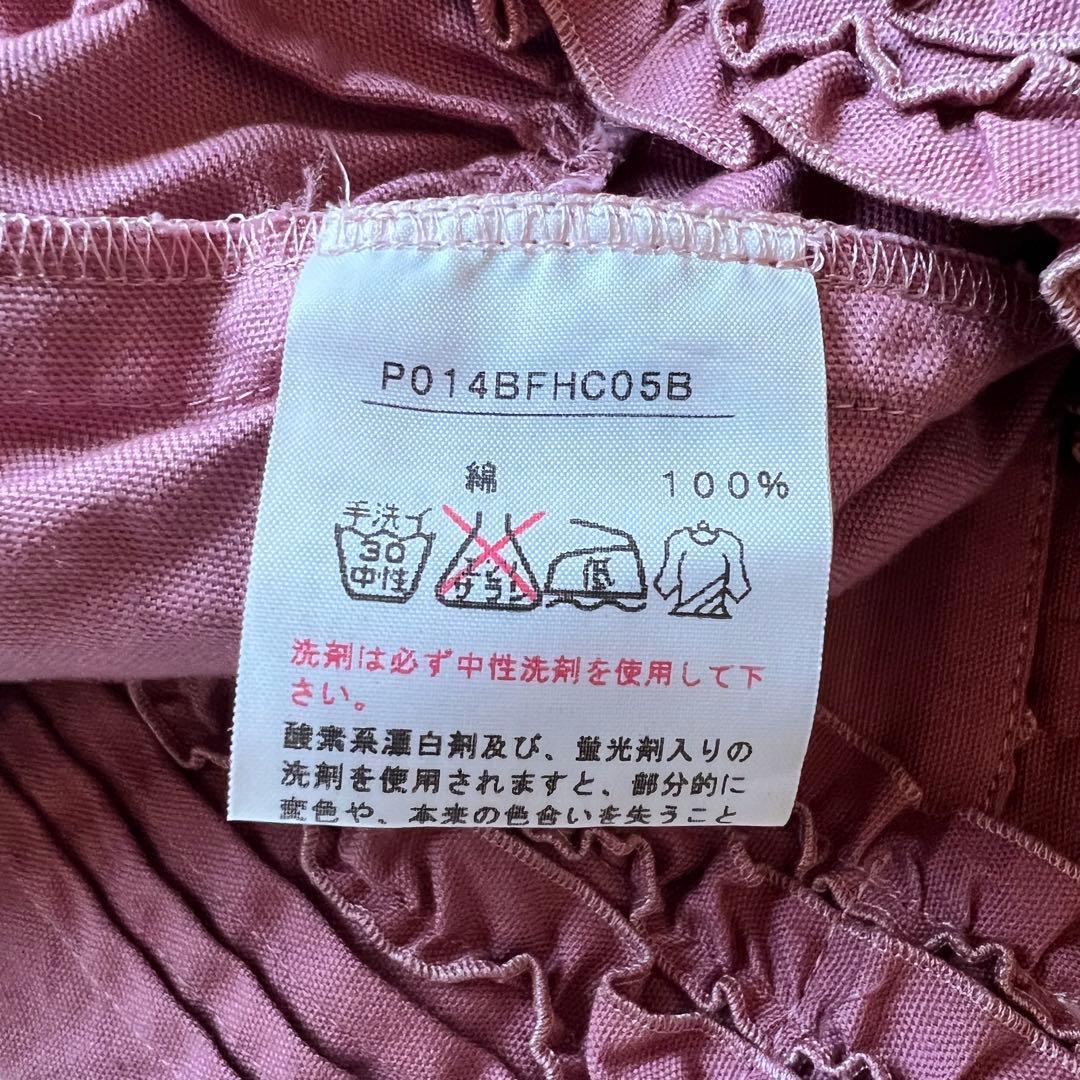 P014BFHC05B
綿 100%
手洗イ
30
中性
サラシ
低
洗剤は必ず中性洗剤を使用して下
さい。
酸素系漂白剤及び、蛍光剤入りの
洗剤を使用されますと、部分的に
変色や、本来の色合いを失うこと